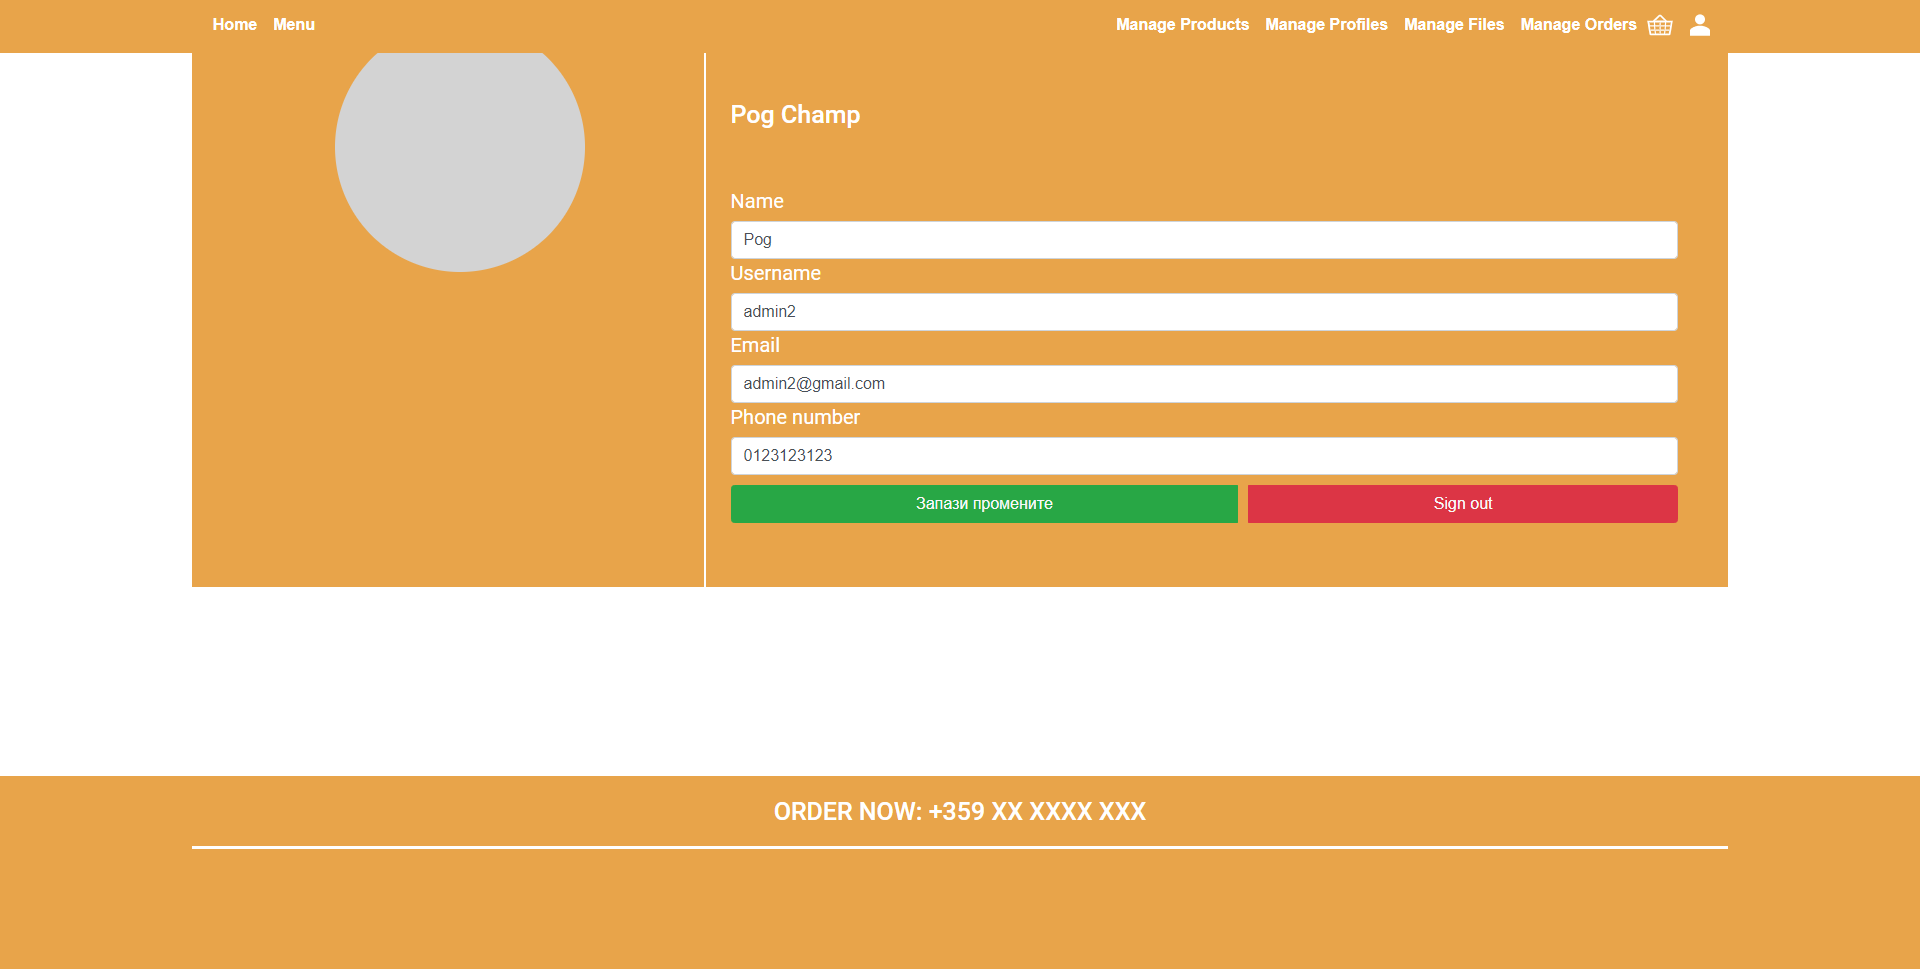 Home Menu Manage Products Manage Profiles Manage Files Manage Orders
Pog Champ
Name
Pog
Username
admin2
Email
admin2@gmail.com
Phone number
0123123123
Запази промените Sign out
ORDER NOW: +359 XX XXXX XXX